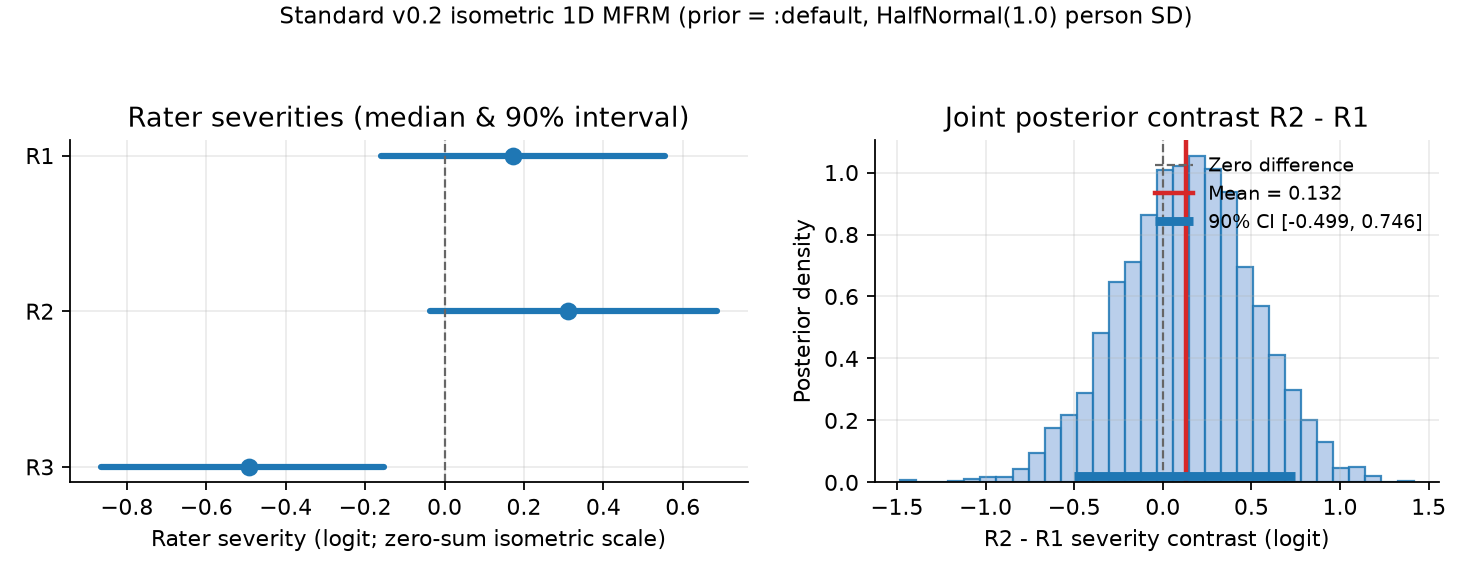 Standard v0.2 isometric 1D MFRM (prior = :default, HalfNormal(1.0) person SD)
Rater severities (median & 90% interval)
R1
R2
R3
−0.8 −0.6 −0.4 −0.2 0.0 0.2 0.4 0.6
Rater severity (logit; zero-sum isometric scale)
Joint posterior contrast R2 - R1
Zero difference
Mean = 0.132
90% CI [-0.499, 0.746]
Posterior density
1.0
0.8
0.6
0.4
0.2
0.0
−1.5 −1.0 −0.5 0.0 0.5 1.0 1.5
R2 - R1 severity contrast (logit)